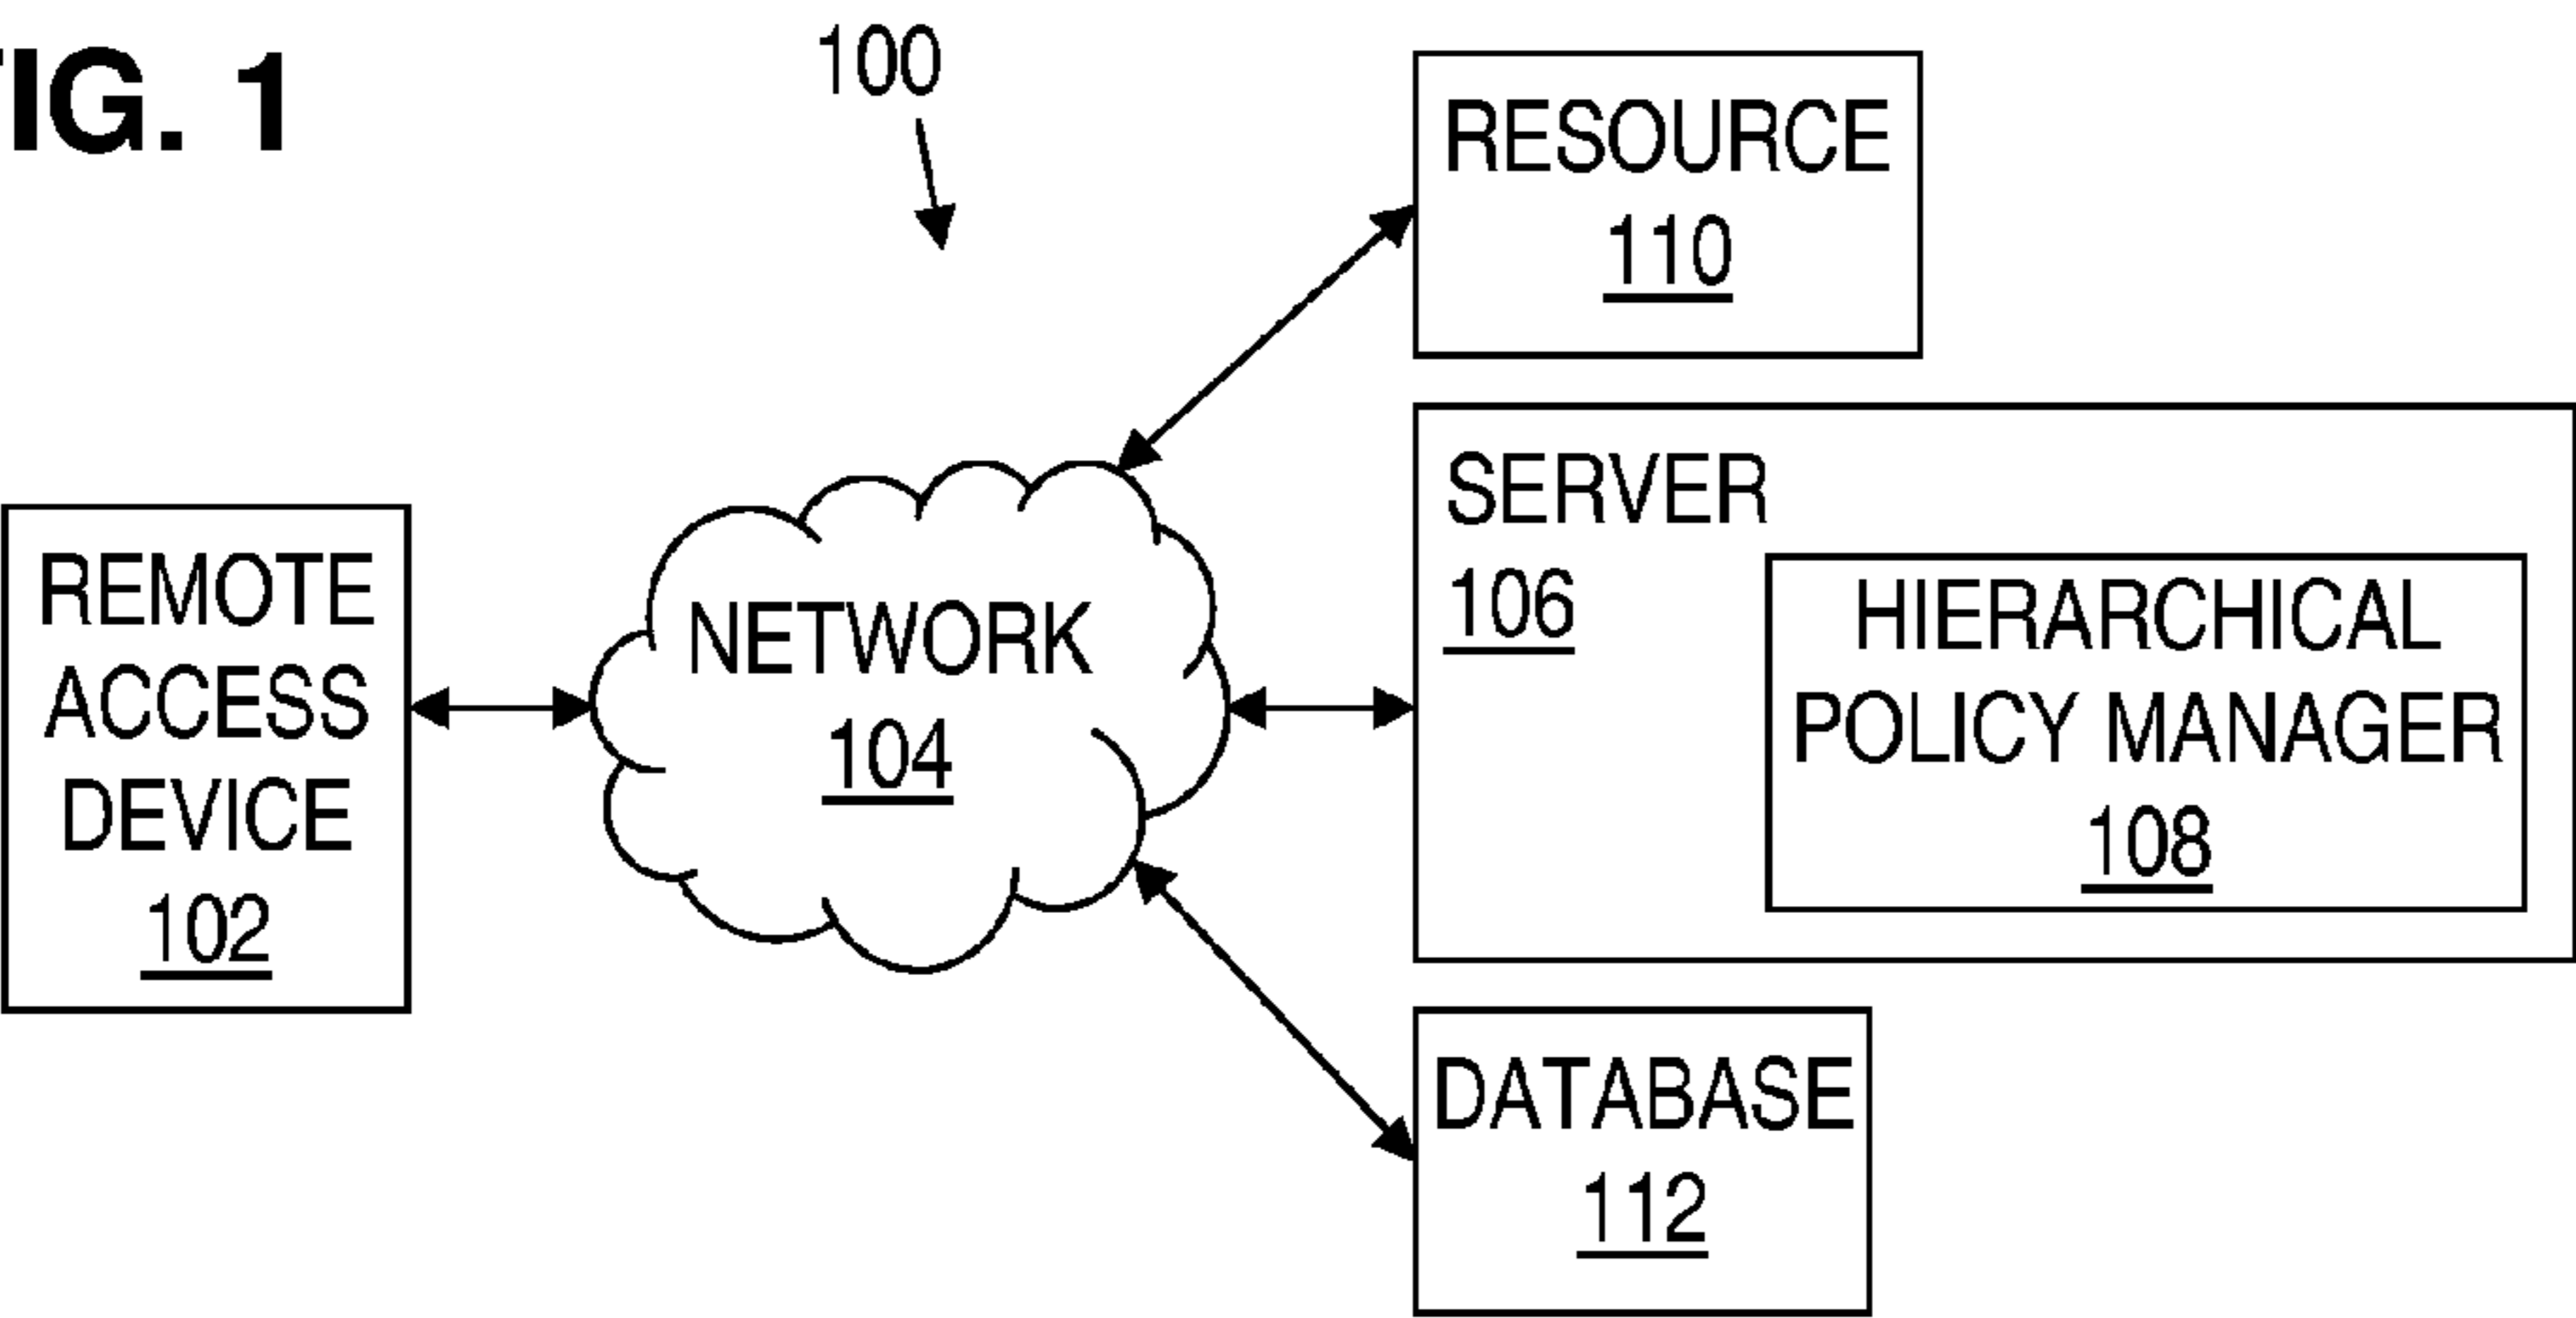 FIG. 1
100
RESOURCE
110
SERVER
106
HIERARCHICAL
POLICY MANAGER
108
REMOTE
ACCESS
DEVICE
102
NETWORK
104
DATABASE
112